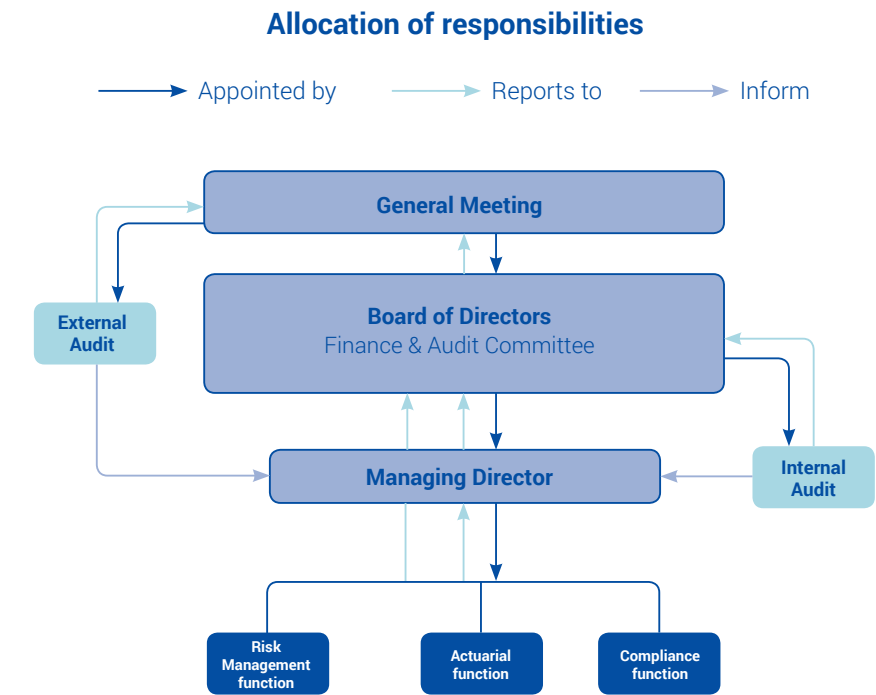 Allocation of responsibilities
Appointed by
Reports to
Inform
General Meeting
External
Audit
Board of Directors
Finance & Audit Committee
Managing Director
Internal
Audit
Risk
Management
function
Actuarial
function
Compliance
function